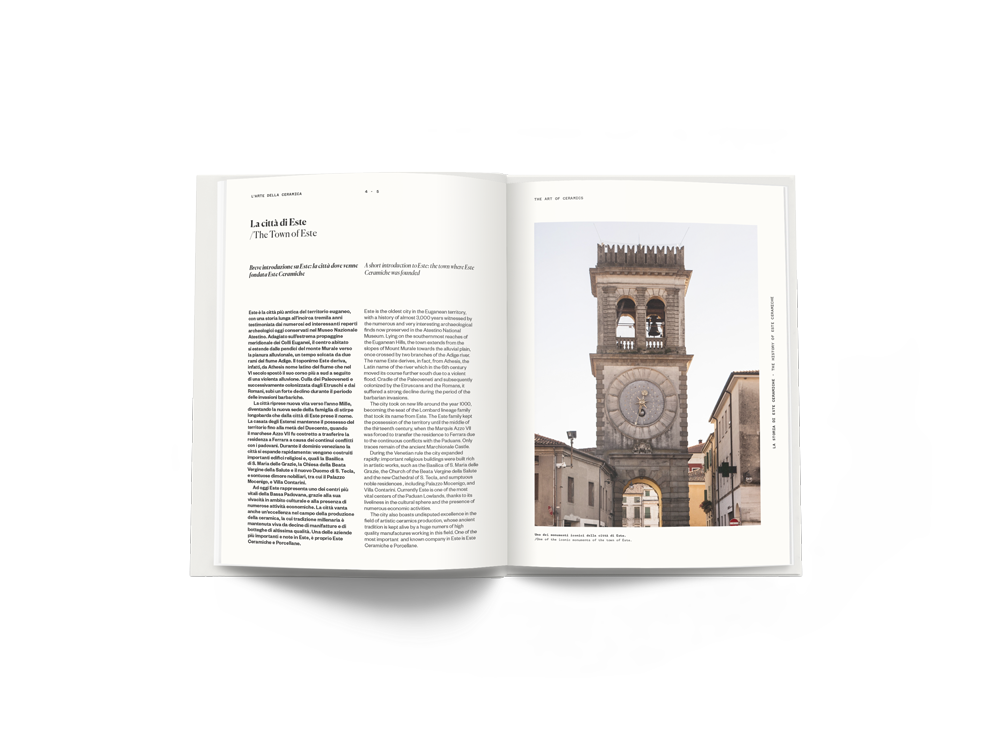 L'ARTE DELLA CERAMICA
4 - 5
La città di Este
/The Town of Este
Breve introduzione su Este: la città dove venne
fondata Este Ceramiche
A short introduction to Este: the town where Este
Ceramiche was founded
Este è la città più antica del territorio euganeo,
con una storia lunga all'incirca tremila anni
testimoniata dai numerosi ed interessanti reperti
archeologici oggi conservati nel Museo Nazionale
Atestino. Adagiato sull'estrema propaggine
meridionale dei Colli Euganei, il centro abitato
si estende dalle pendici del monte Murale verso
la pianura alluvionale, un tempo solcata da due
rami del fiume Adige. Il toponimo Este deriva,
infatti, da Athesis nome latino del fiume che nel
VI secolo spostò il suo corso più a sud a seguito
di una violenta alluvione. Culla dei Paleoveneti e
successivamente colonizzata dagli Etruschi e dai
Romani, subì un forte declino durante il periodo
delle invasioni barbariche.
La città riprese nuova vita verso l'anno Mille,
diventando la nuova sede della famiglia di stirpe
longobarda che dalla città di Este prese il nome.
La casata degli Estensi mantenne il possesso del
territorio fino alla metà del Duecento, quando
il marchese Azzo VII fu costretto a trasferire la
residenza a Ferrara a causa dei continui conflitti
con i padovani. Durante il dominio veneziano la
città si espande rapidamente: vengono costruiti
importanti edifici religiosi e, quali la Basilica
di S. Maria delle Grazie, la Chiesa della Beata
Vergine della Salute e il nuovo Duomo di S. Tecla,
e sontuose dimore nobiliari, tra cui il Palazzo
Mocenigo, e Villa Contarini.
Ad oggi Este rappresenta uno dei centri più
vitali della Bassa Padovana, grazie alla sua
vivacità in ambito culturale e alla presenza di
numerose attività economiche. La città vanta
anche un'eccellenza nel campo della produzione
della ceramica, la cui tradizione millenaria è
mantenuta viva da decine di manifatture e di
botteghe di altissima qualità. Una delle aziende
più importanti e note in Este, è proprio Este
Ceramiche e Porcellane.
Este is the oldest city in the Euganean territory,
with a history of almost 3,000 years witnessed by
the numerous and very interesting archaeological
finds now preserved in the Atestino National
Museum. Lying on the southernmost reaches of
the Euganean Hills, the town extends from the
slopes of Mount Murale towards the alluvial plain,
once crossed by two branches of the Adige river.
The name Este derives, in fact, from Athesis, the
Latin name of the river which in the 6th century
moved its course further south due to a violent
flood. Cradle of the Paleoveneti and subsequently
colonized by the Etruscans and the Romans, it
suffered a strong decline during the period of the
barbarian invasions.
The city took on new life around the year 1000,
becoming the seat of the Lombard lineage family
that took its name from Este. The Este family kept
the possession of the territory until the middle of
the thirteenth century, when the Marquis Azzo VII
was forced to transfer the residence to Ferrara due
to the continuous conflicts with the Paduans. Only
traces remain of the ancient Marchionale Castle.
During the Venetian rule the city expanded
rapidly: important religious buildings were built rich
in artistic works, such as the Basilica of S. Maria delle
Grazie, the Church of the Beata Vergine della Salute
and the new Cathedral of S. Tecla, and sumptuous
noble residences, including Palazzo Mocenigo, and
Villa Contarini. Currently Este is one of the most
vital centers of the Paduan Lowlands, thanks to its
liveliness in the cultural sphere and the presence of
numerous economic activities.
The city also boasts undisputed excellence in the
field of artistic ceramics production, whose ancient
tradition is kept alive by a huge numers of high
quality manufactures working in this field. One of the
most important and known company in Este is Este
Ceramiche e Porcellane.
THE ART OF CERAMICS
LA STORIA DI ESTE CERAMICHE - THE HISTORY OF ESTE CERAMICHE
Uno dei monumenti iconici della città di Este.
/One of the iconic monuments of the town of Este.